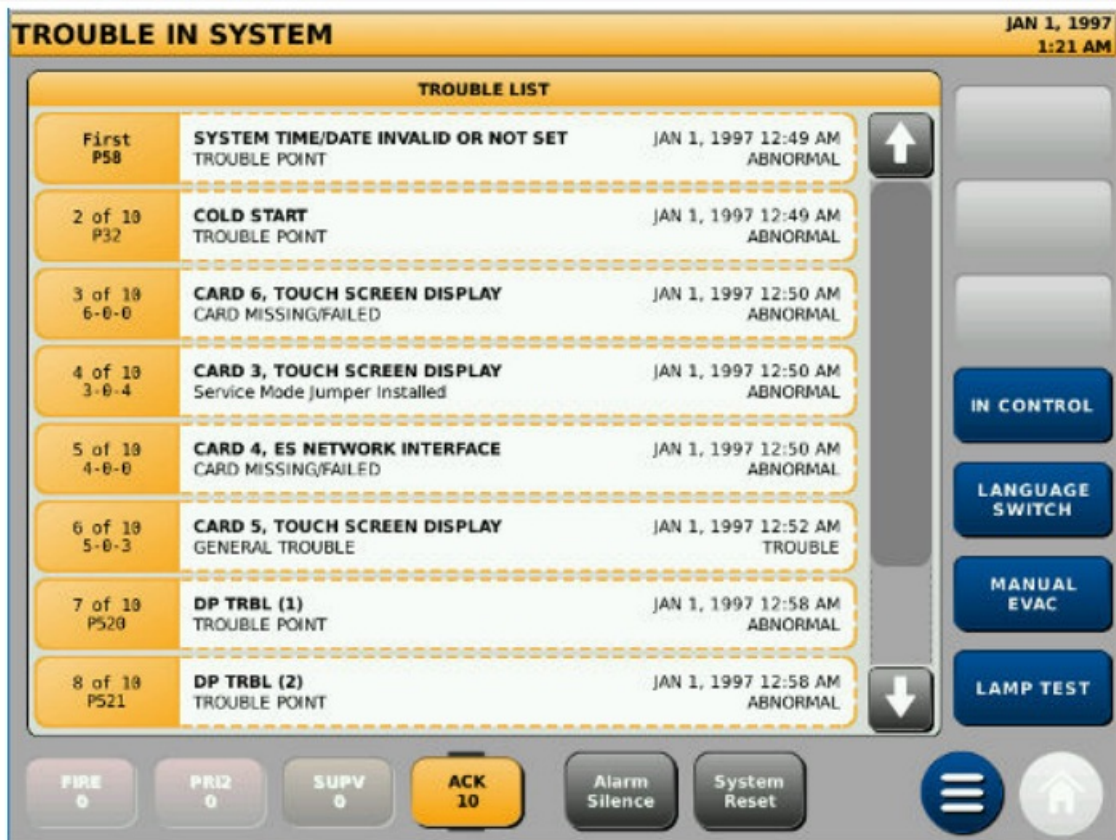 TROUBLE IN SYSTEM
JAN 1, 1997
1:21 AM
TROUBLE LIST
First
P58
SYSTEM TIME/DATE INVALID OR NOT SET
JAN 1, 1997 12:49 AM
TROUBLE POINT
ABNORMAL
2 of 10
P32
COLD START
JAN 1, 1997 12:49 AM
TROUBLE POINT
ABNORMAL
3 of 10
6-0-0
CARD 6, TOUCH SCREEN DISPLAY
JAN 1, 1997 12:50 AM
CARD MISSING/FAILED
ABNORMAL
4 of 10
3-0-4
CARD 3, TOUCH SCREEN DISPLAY
JAN 1, 1997 12:50 AM
Service Mode Jumper Installed
ABNORMAL
5 of 10
4-0-0
CARD 4, ES NETWORK INTERFACE
JAN 1, 1997 12:50 AM
CARD MISSING/FAILED
ABNORMAL
6 of 10
5-0-3
CARD 5, TOUCH SCREEN DISPLAY
JAN 1, 1997 12:52 AM
GENERAL TROUBLE
TROUBLE
7 of 10
P520
DP TRBL (1)
JAN 1, 1997 12:58 AM
TROUBLE POINT
ABNORMAL
8 of 10
P521
DP TRBL (2)
JAN 1, 1997 12:58 AM
TROUBLE POINT
ABNORMAL
IN CONTROL
LANGUAGE
SWITCH
MANUAL
EVAC
LAMP TEST
FIRE
0
PRI2
0
SUPV
0
ACK
10
Alarm
Silence
System
Reset